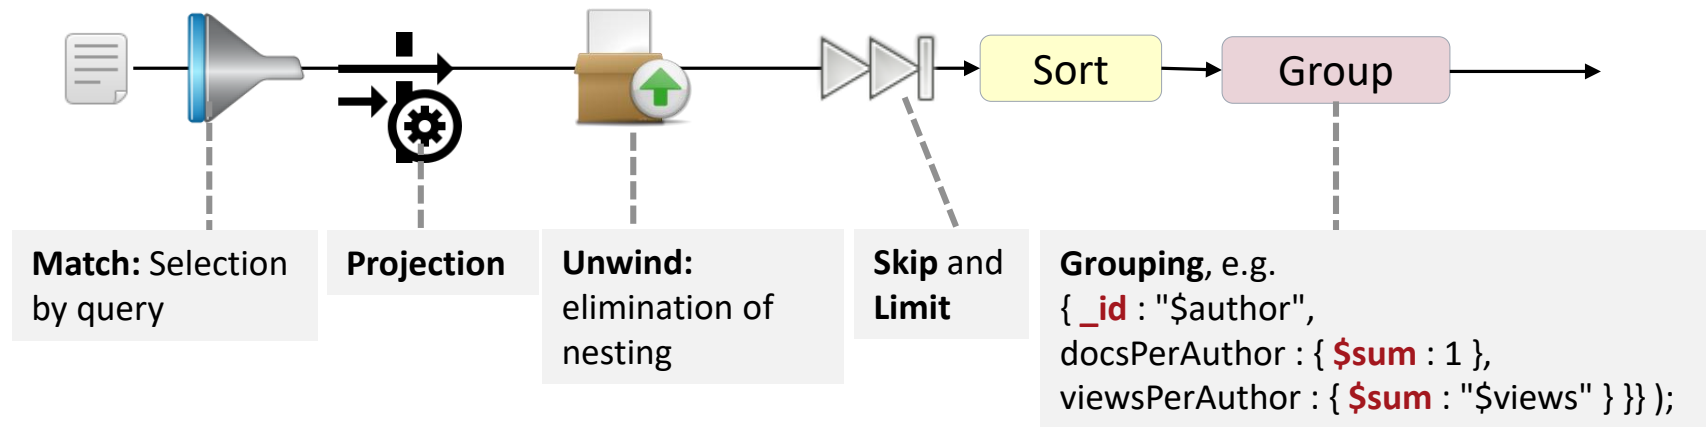 Sort
Group
Match: Selection
by query
Projection
Unwind:
elimination of
nesting
Skip and
Limit
Grouping, e.g.
{ _id : "$author",
docsPerAuthor : { $sum : 1 },
viewsPerAuthor : { $sum : "$views" } }} );